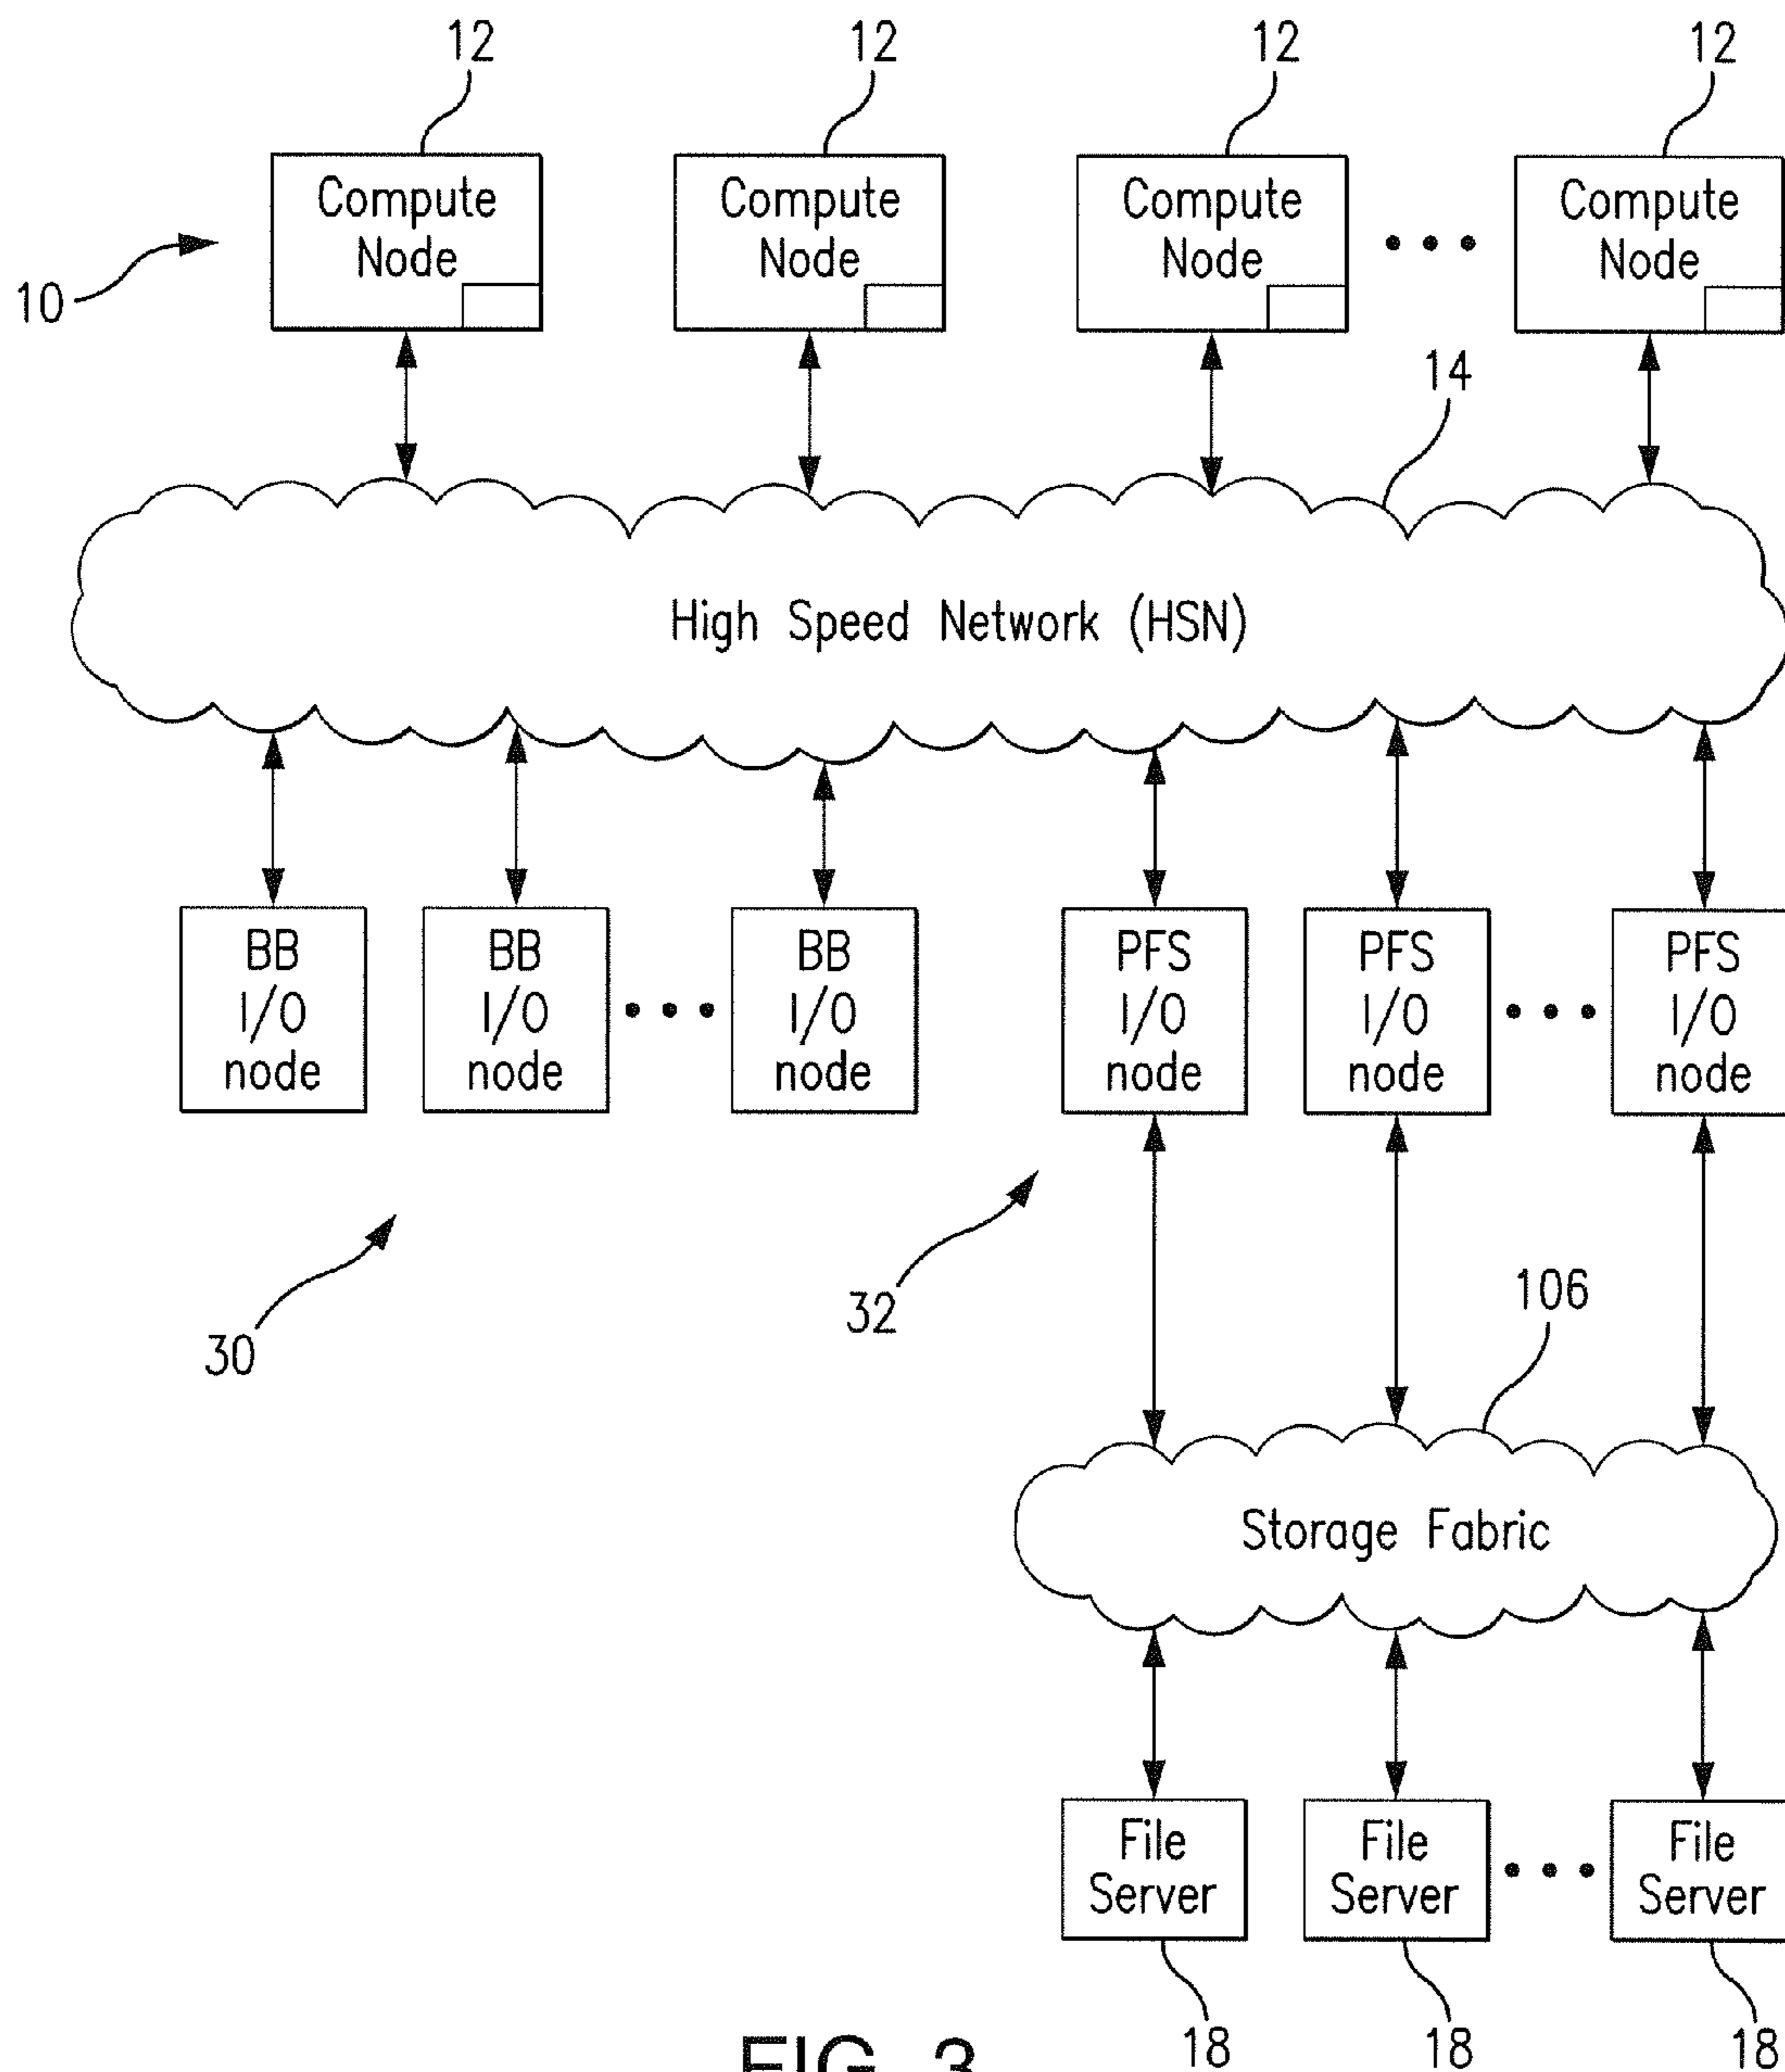 12 12 12 12
Compute Compute Compute Compute
Node Node Node Node
10
14
High Speed Network (HSN)
BB BB BB PFS PFS PFS
I/O I/O I/O I/O I/O I/O
node node node node node node
32
106
30
Storage Fabric
File File File
Server Server Server
18 18 18
FIG. 3